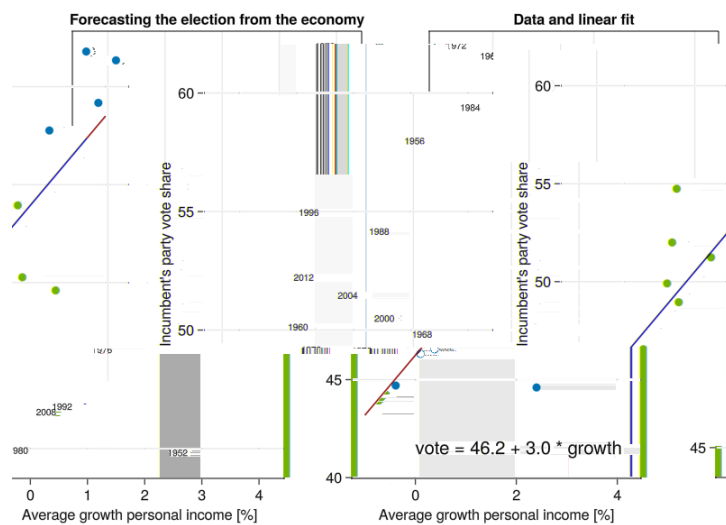 Forecasting the election from the economy
Data and linear fit
1972
1984
1956
60
60
55
55
50
50
45
45
40
1996
1988
2012
2004
2000
1960
1968
1976
1992
2008
980
1952
Incumbent's party vote share
Incumbent's party vote share
vote = 46.2 + 3.0 * growth
0 1 2 3 4
0 2 4
Average growth personal income [%]
Average growth personal income [%]